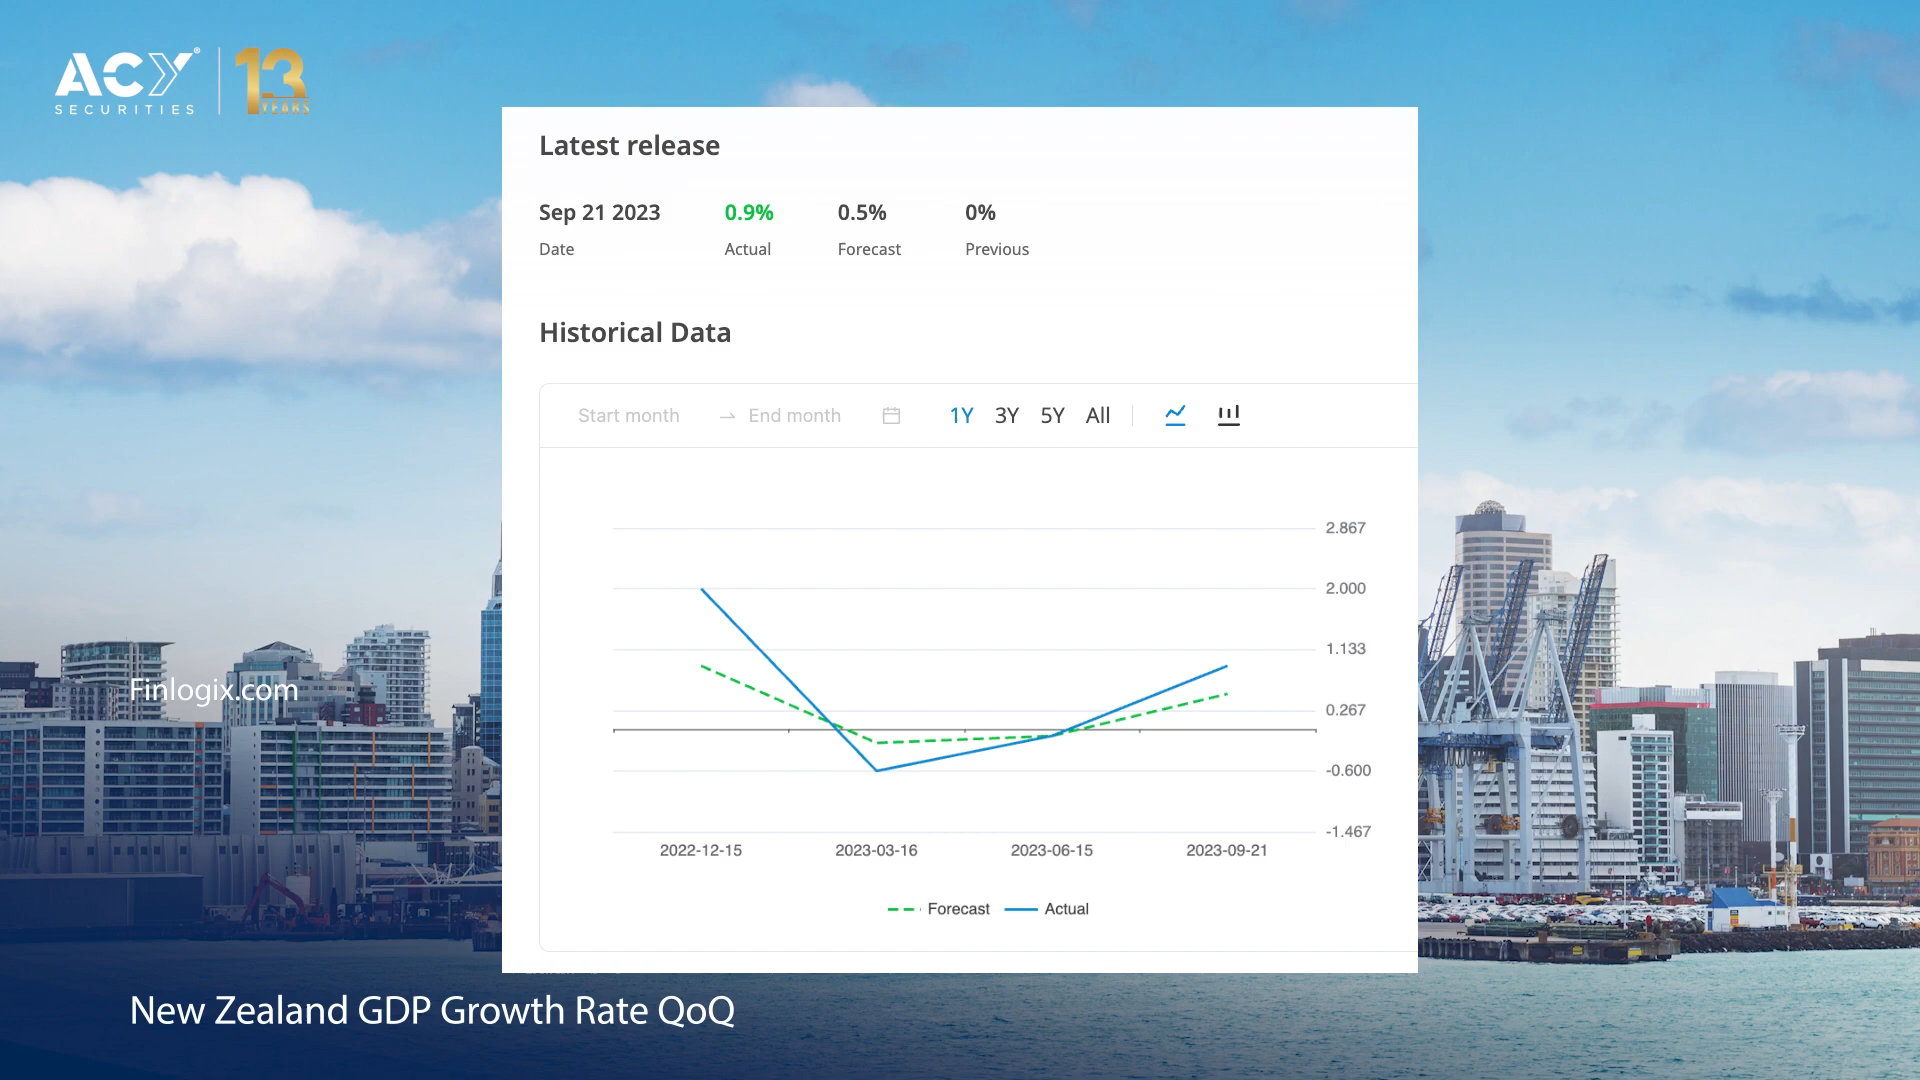 ACY®
SECURITIES
13
YEARS
Latest release
Sep 21 2023 0.9% 0.5% 0%
Date Actual Forecast Previous
Historical Data
Start month → End month 1Y 3Y 5Y All
2.867
2.000
1.133
0.267
-0.600
-1.467
2022-12-15 2023-03-16 2023-06-15 2023-09-21
Forecast Actual
Finlogix.com
New Zealand GDP Growth Rate QoQ